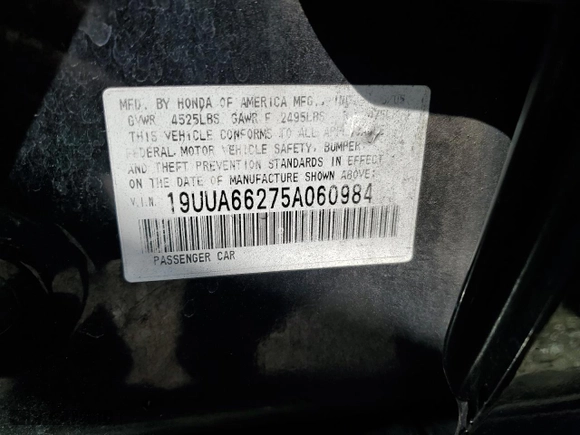 MFD. BY HONDA OF AMERICA MFG.,
GVWR 4525LBS GAWR F 2495LBS
THIS VEHICLE CONFORMS TO ALL
FEDERAL MOTOR VEHICLE SAFETY, BUMPER
AND THEFT PREVENTION STANDARDS IN EFFECT
ON THE DATE OF MANUFACTURE SHOWN ABOVE.
V.I.N. 19UUA66275A060984
PASSENGER CAR